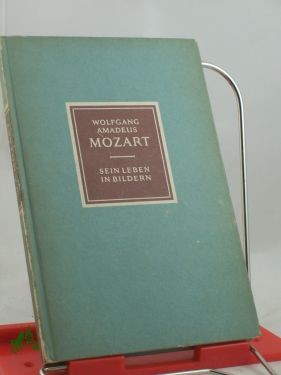 WOLFGANG
AMADEUS
MOZART
SEIN LEBEN
IN BILDERN